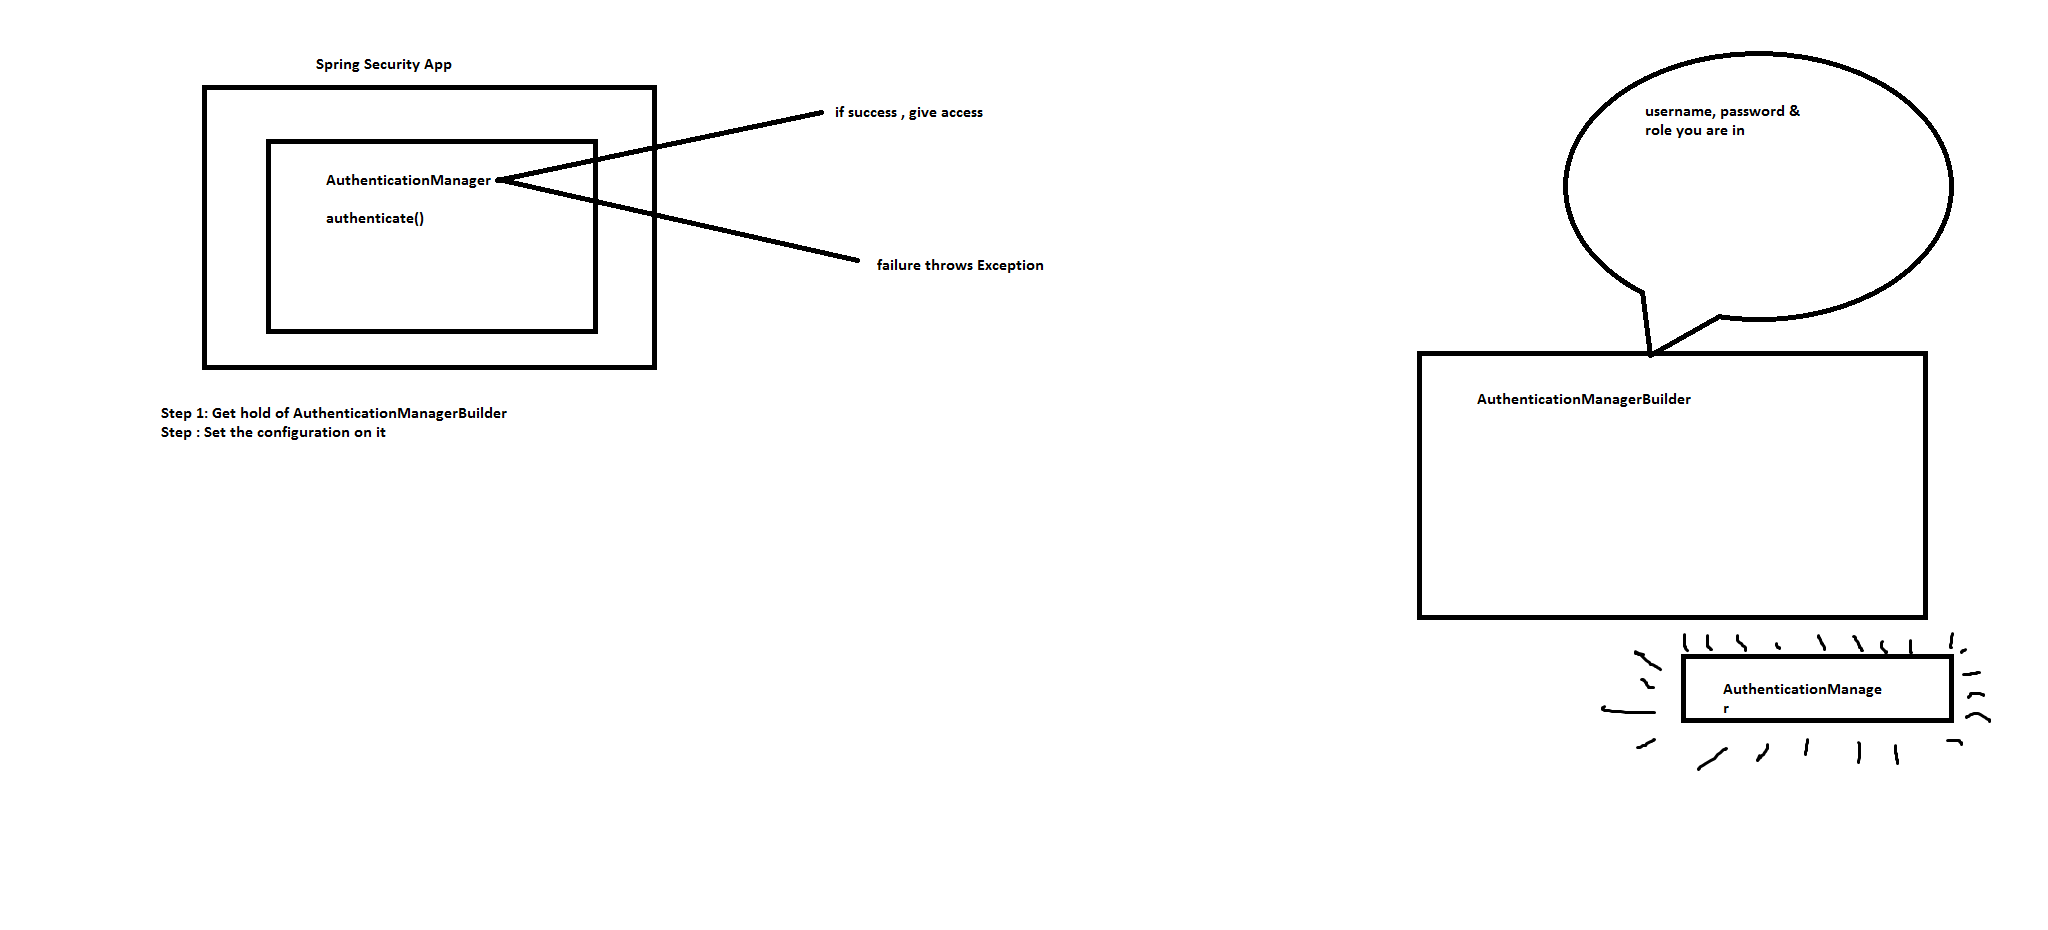 Spring Security App
if success , give access
AuthenticationManager
authenticate()
failure throws Exception
Step 1: Get hold of AuthenticationManagerBuilder
Step : Set the configuration on it
username, password &
role you are in
AuthenticationManagerBuilder
AuthenticationManage
r